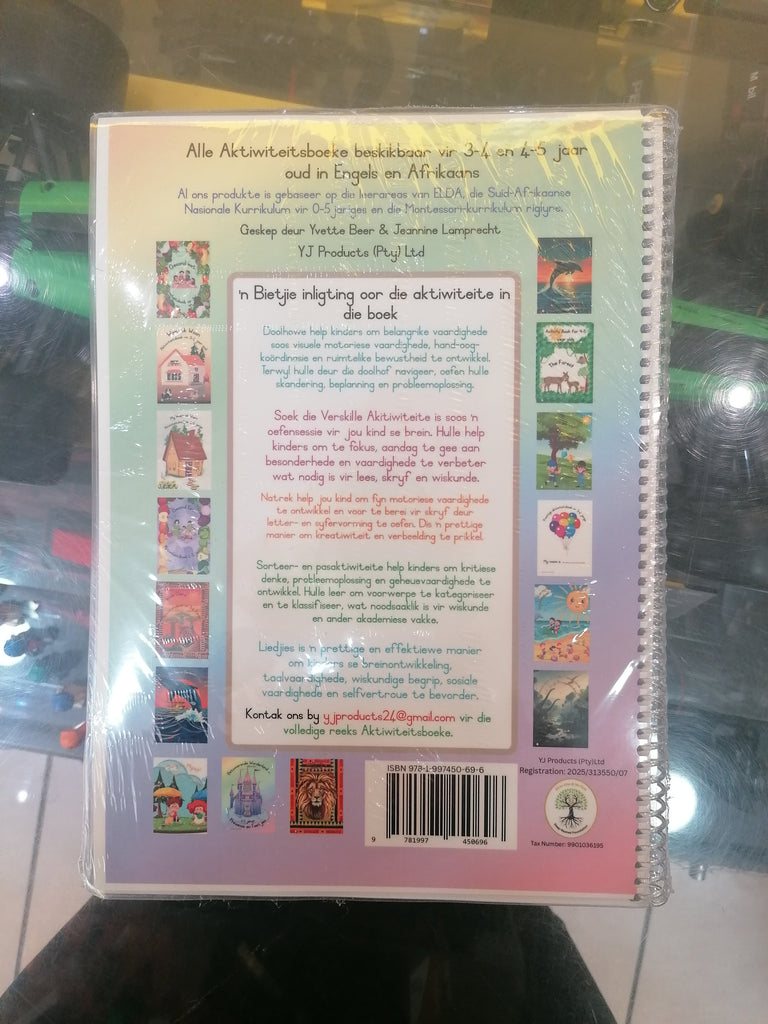 Alle Aktiwiteitsboeke beskikbaar vir 3-4 en 4-5 jaar
oud in Engels en Afrikaans
Al ons produkte is gebaseer op die leerareas van ELDA, die Suid-Afrikaanse
Nasionale Kurrikulum vir 0-5 jariges en die Montessori-kurrikulum riglyne.
Geskep deur Yvette Beer & Jeannine Lamprecht
YJ Products (Pty) Ltd
'n Bietjie inligting oor die aktiwiteite in
die boek
Doolhowe help kinders om belangrike vaardighede
soos visuele motoriese vaardighede, hand-oog-
koördinasie en ruimtelike bewustheid te ontwikkel.
Terwyl hulle deur die doolhof navigeer, oefen hulle
skandering, beplanning en probleemoplossing.
Soek die Verskille Akitiwiteite is soos 'n
oefensessie vir jou kind se brein. Hulle help
kinders om te fokus, aandag te gee aan
besonderhede en vaardighede te verbeter
wat nodig is vir lees, skryf en wiskunde.
Natrek help jou kind om fyn motoriese vaardighede
te ontwikkel en voor te berei vir skryf deur
letter- en syfervorming te oefen. Dis 'n prettige
manier om kreatiwiteit en verbeelding te prikkel.
Sorteer- en pasaktiwiteite help kinders om kritiese
denke, probleemoplossing en geheuevaardighede te
ontwikkel. Hulle leer om voorwerpe te kategoriseer
en te klassifiseer, wat noodsaaklik is vir wiskunde
en ander akademiese vakke.
Liedjies is 'n prettige en effektiewe manier
om kinders se breinontwikkeling,
taalvaardighede, wiskundige begrip, sosiale
vaardighede en selfvertroue te bevorder.
Kontak ons by yjproducts24@gmail.com vir die
volledige reeks Aktiwiteitsboeke.
Activity Book for 4-5
year olds
The Forest
ISBN 978-1-997450-69-6
9 781997 450696
YJ Products (Pty)Ltd
Registration: 2025/313550/07
Tax Number: 9901036195